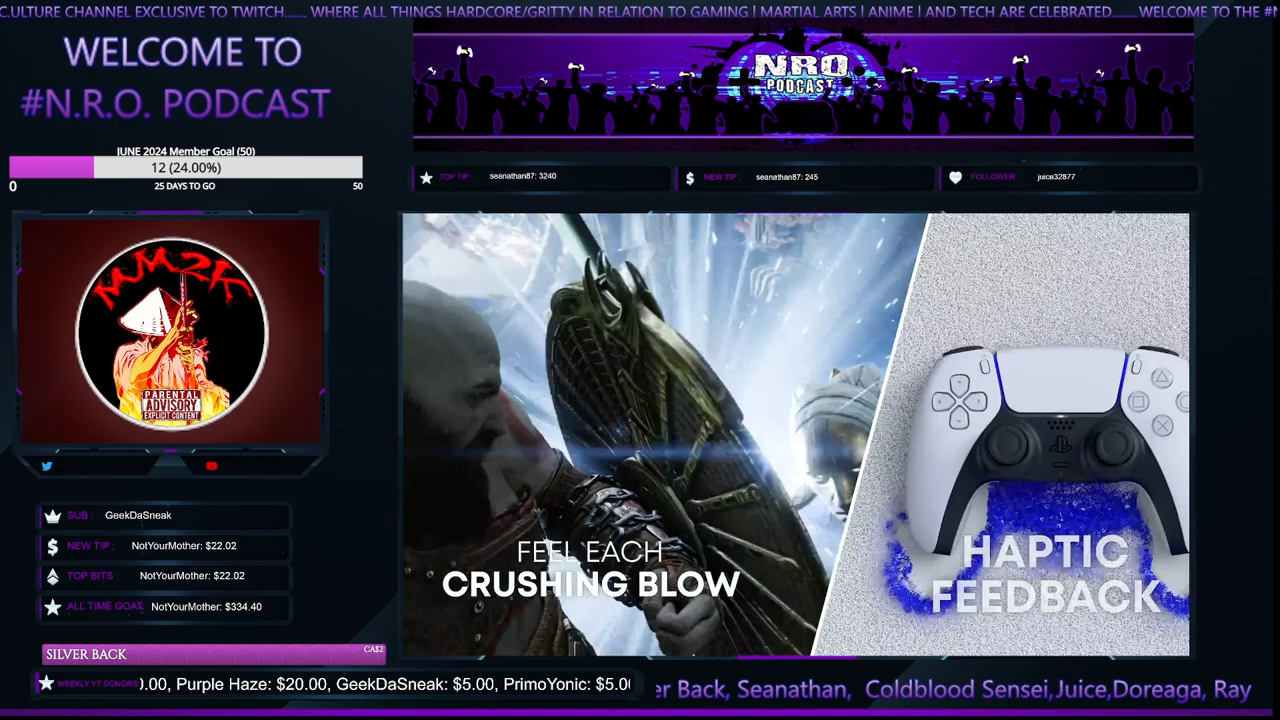 C.ULTURE CHANNEL EXCLUSIVE TO TWITCH....... WHERE ALL THINGS HARDCORE/GRITTY IN RELATION TO GAMING | MARTIAL ARTS | ANIME | AND TECH ARE CELEBRATED.......WELCOME TO THE
WELCOME TO
#N.R.O. PODCAST
NRO
PODCAST
JUNE 2024 Member Goal (50)
12 (24.00%)
0
25 DAYS TO GO
50
TOP TIP : seanathan87: 3240
NEW TIP : seanathan87: 245
FOLLOWER : juice32877
MM2K
PARENTAL
ADVISORY
EXPLICIT CONTENT
FEEL EACH
CRUSHING BLOW
HAPTIC
FEEDBACK
SUB : GeekDaSneak
NEW TIP : NotYourMother: $22.02
TOP BITS : NotYourMother: $22.02
ALL TIME GOAT: NotYourMother: $334.40
SILVER BACK
CA$2
WEEKLY YT DONORS: 0.00, Purple Haze: $20.00, GeekDaSneak: $5.00, PrimoYonic: $5.0
er Back, Seanathan, Coldblood Sensei,Juice,Doreaga, Ray